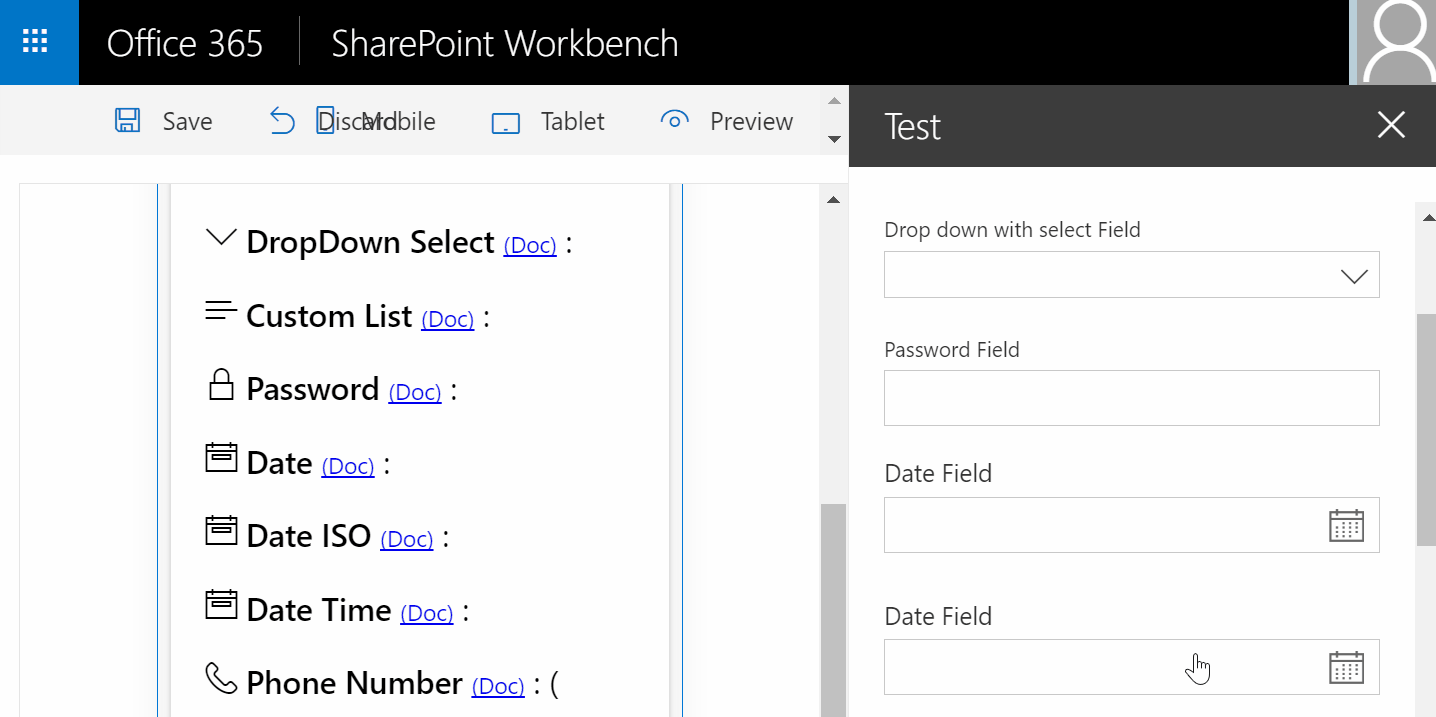 Office 365 SharePoint Workbench
Save Discard Mobile Tablet Preview
DropDown Select (Doc) :
Custom List (Doc) :
Password (Doc) :
Date (Doc) :
Date ISO (Doc) :
Date Time (Doc) :
Phone Number (Doc) : (
Test
Drop down with select Field
Password Field
Date Field
Date Field